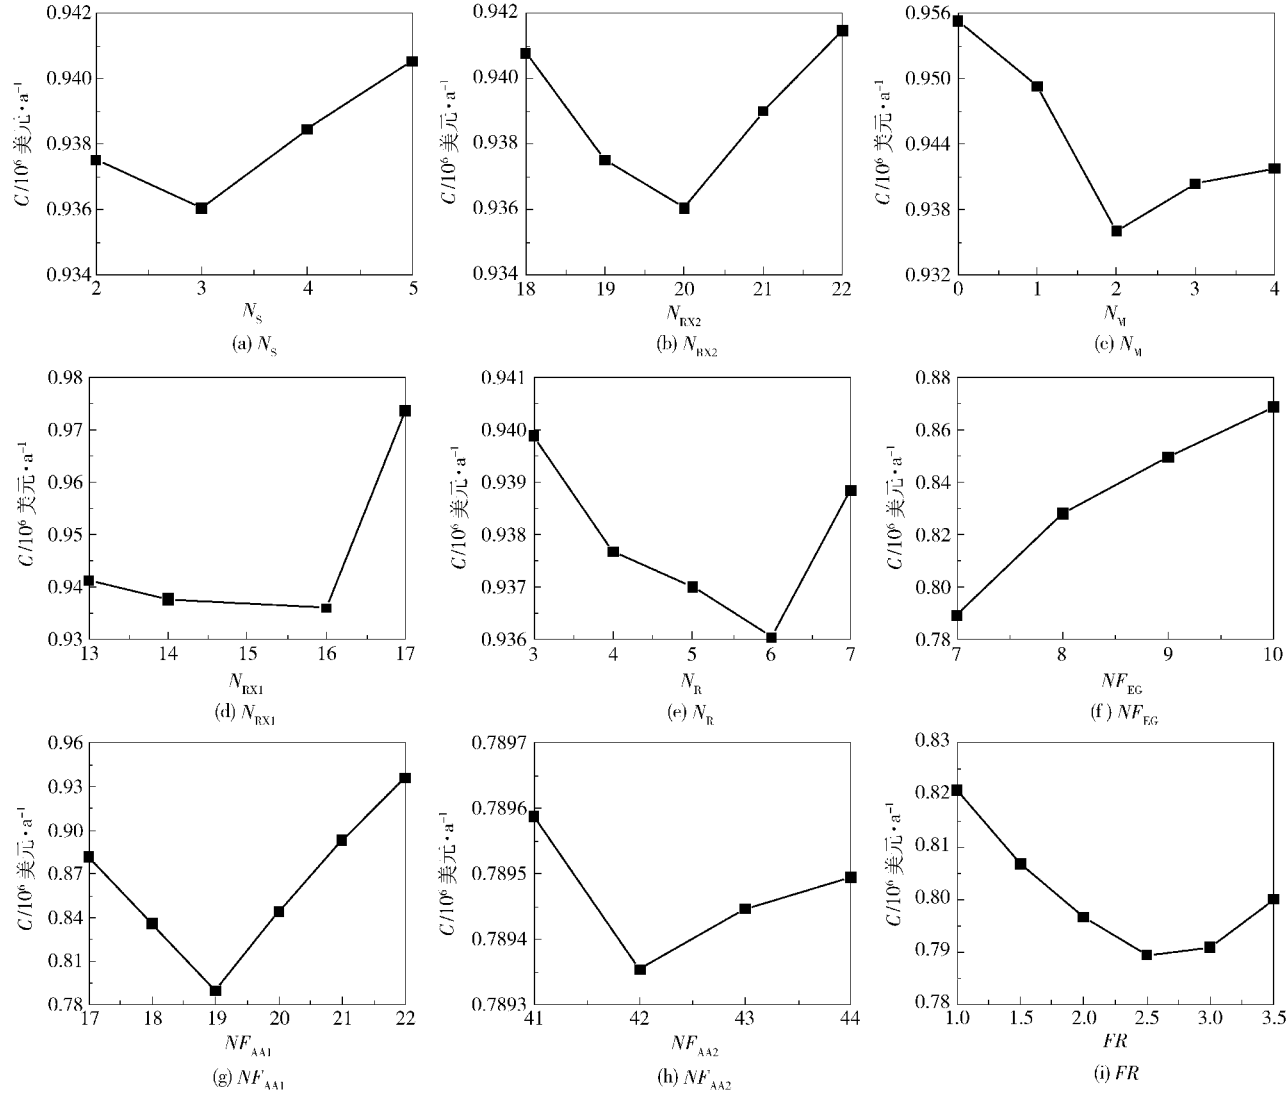 0.942
0.940
0.938
0.936
0.934
C/10⁶ 美元·a⁻¹
2 3 4 5
N_S
(a) N_S
0.942
0.940
0.938
0.936
0.934
C/10⁶ 美元·a⁻¹
18 19 20 21 22
N_RX2
(b) N_RX2
0.956
0.950
0.944
0.938
0.932
C/10⁶ 美元·a⁻¹
0 1 2 3 4
N_M
(c) N_M
0.98
0.97
0.96
0.95
0.94
0.93
C/10⁶ 美元·a⁻¹
13 14 15 16 17
N_RX1
(d) N_RX1
0.941
0.940
0.939
0.938
0.937
0.936
C/10⁶ 美元·a⁻¹
3 4 5 6 7
N_R
(e) N_R
0.88
0.86
0.84
0.82
0.80
0.78
C/10⁶ 美元·a⁻¹
7 8 9 10
NF_EG
(f) NF_EG
0.96
0.93
0.90
0.87
0.84
0.81
0.78
C/10⁶ 美元·a⁻¹
17 18 19 20 21 22
NF_AA1
(g) NF_AA1
0.7897
0.7896
0.7895
0.7894
0.7893
C/10⁶ 美元·a⁻¹
41 42 43 44
NF_AA2
(h) NF_AA2
0.83
0.82
0.81
0.80
0.79
0.78
C/10⁶ 美元·a⁻¹
1.0 1.5 2.0 2.5 3.0 3.5
FR
(i) FR